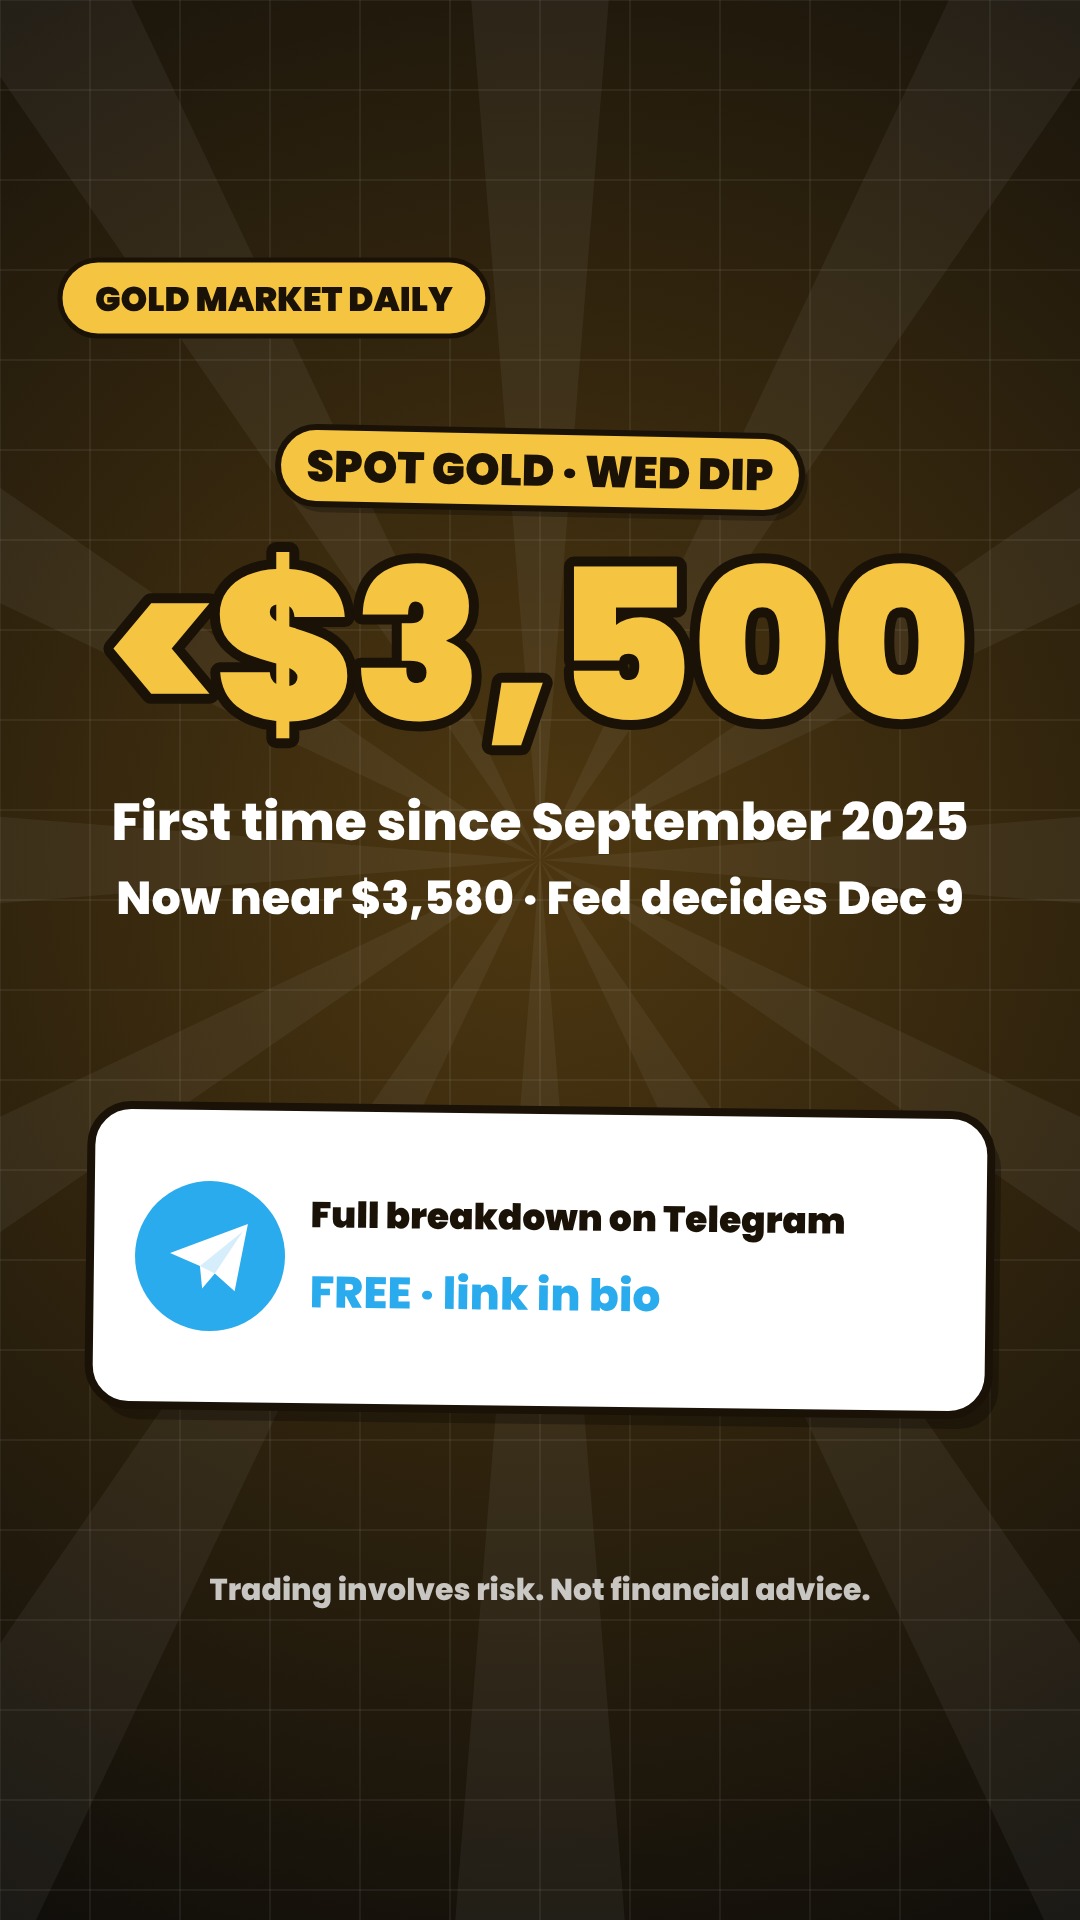 GOLD MARKET DAILY
SPOT GOLD · WED DIP
<$3,500
First time since September 2025
Now near $3,580 · Fed decides Dec 9
Full breakdown on Telegram
FREE · link in bio
Trading involves risk. Not financial advice.